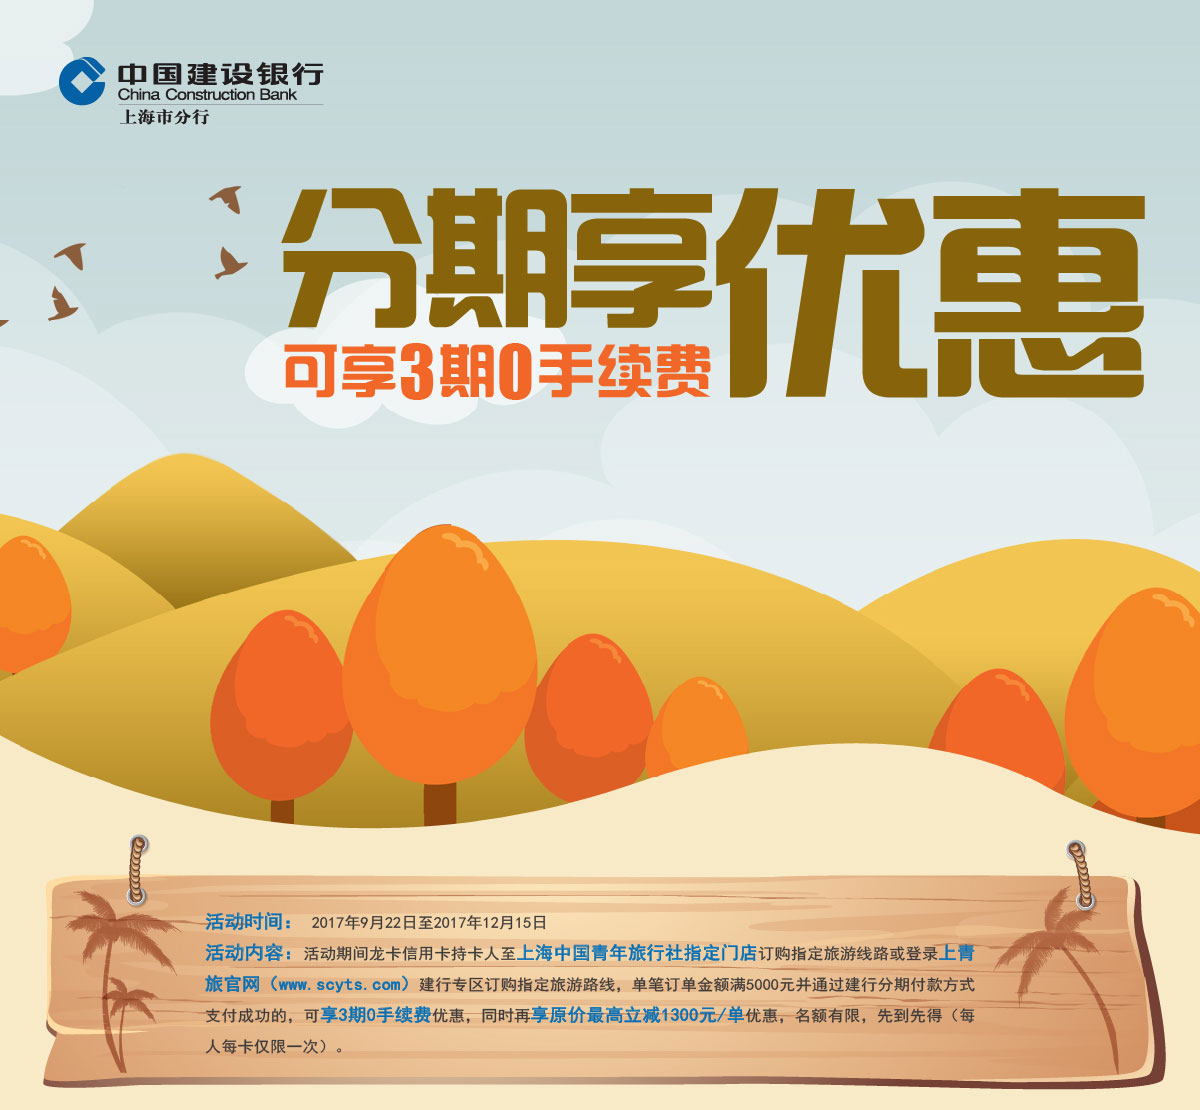 中国建设银行
China Construction Bank
上海市分行
分期享优惠
可享3期0手续费
活动时间： 2017年9月22日至2017年12月15日
活动内容：活动期间龙卡信用卡持卡人至上海中国青年旅行社指定门店订购指定旅游线路或登录上青
旅官网（www.scyts.com）建行专区订购指定旅游路线，单笔订单金额满5000元并通过建行分期付款方式
支付成功的，可享3期0手续费优惠，同时再享原价最高立减1300元/单优惠，名额有限，先到先得（每
人每卡仅限一次）。